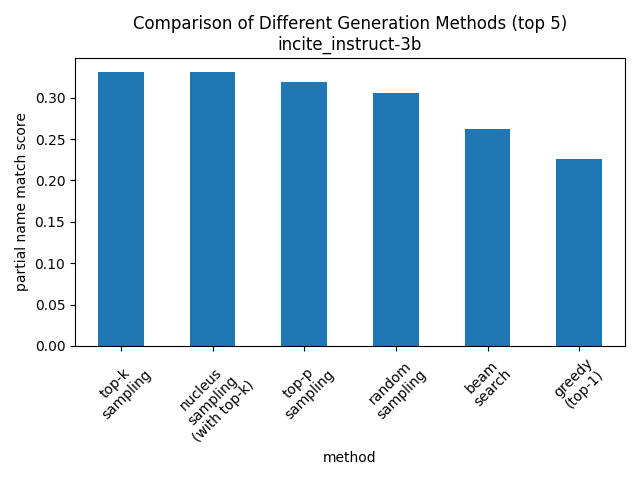 Comparison of Different Generation Methods (top 5)
incite_instruct-3b
partial name match score
0.30
0.25
0.20
0.15
0.10
0.05
0.00
top-k
sampling
nucleus
sampling
(with top-k)
top-p
sampling
random
sampling
beam
search
greedy
(top-1)
method